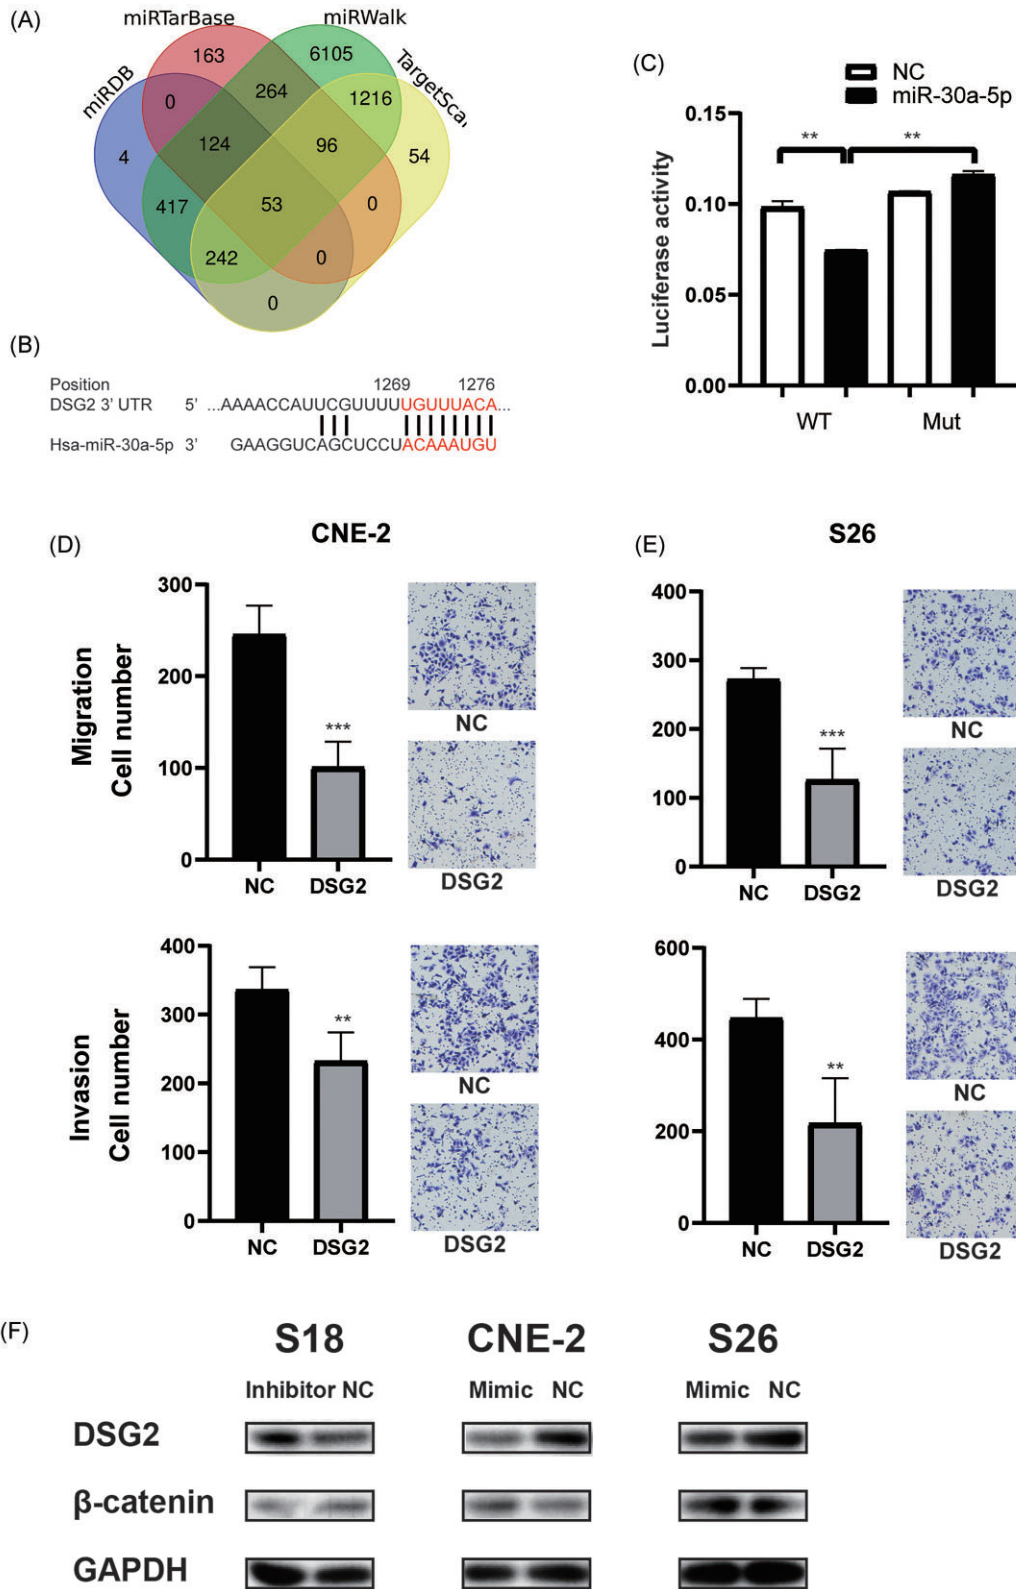 (A)
miRTarBase
miRWalk
miRDB
163
6105
0
264
1216
4
124
96
54
417
53
0
242
0
0
(B)
Position 1269 1276
DSG2 3' UTR 5' ...AAAACCAUUCGUUUUUGUUUACA...
Hsa-miR-30a-5p 3' GAAGGUCAGCUCCUACAAAUGU
(C)
NC
miR-30a-5p
Luciferase activity
0.15
0.10
0.05
0.00
** **
WT Mut
(D)
CNE-2
Migration
Cell number
300
200
100
0
***
NC DSG2
NC
DSG2
Invasion
Cell number
400
300
200
100
0
**
NC DSG2
NC
DSG2
(E)
S26
400
300
200
100
0
***
NC DSG2
NC
DSG2
600
400
200
0
**
NC DSG2
NC
DSG2
(F)
S18 CNE-2 S26
Inhibitor NC Mimic NC Mimic NC
DSG2
β-catenin
GAPDH